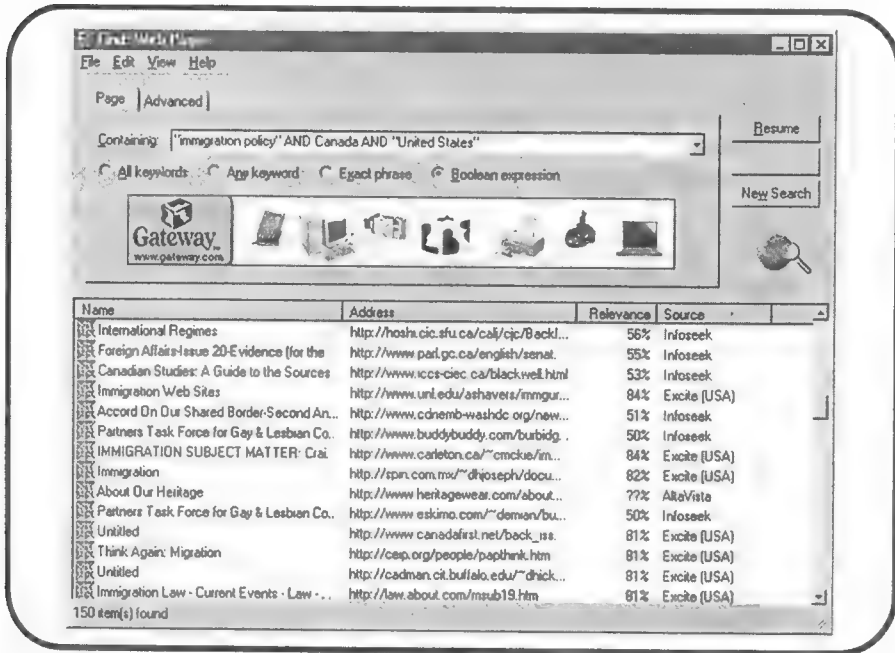 Find: Web Pages
File Edit View Help
Page Advanced
Containing: "immigration policy" AND Canada AND "United States"
Resume
All keywords Any keyword Exact phrase Boolean expression
New Search
Gateway
www.gateway.com
Name Address Relevance Source
International Regimes http://hoshi.cic.sfu.ca/calj/cjc/BackI... 56% Infoseek
Foreign Affairs-Issue 20-Evidence (for the http://www.parl.gc.ca/english/senat. 55% Infoseek
Canadian Studies: A Guide to the Sources http://www.iccs-ciec.ca/blackwell.html 53% Infoseek
Immigration Web Sites http://www.unl.edu/ashavers/immgur... 84% Excite (USA)
Accord On Our Shared Border-Second An... http://www.cdnemb-washdc.org/new... 51% Infoseek
Partners Task Force for Gay & Lesbian Co.. http://www.buddybuddy.com/burbidg. . 50% Infoseek
IMMIGRATION SUBJECT MATTER: Crai. http://www.carleton.ca/~cmckie/im... 84% Excite (USA)
Immigration http://spin.com.mx/~dhjoseph/docu... 82% Excite (USA)
About Our Heritage http://www.heritagewear.com/about... ??% AltaVista
Partners Task Force for Gay & Lesbian Co.. http://www.eskimo.com/~demian/bu... 50% Infoseek
Untitled http://www.canadafirst.net/back_iss. 81% Excite (USA)
Think Again: Migration http://ceip.org/people/papthink.htm 81% Excite (USA)
Untitled http://cadman.cit.buffalo.edu/~dhick... 81% Excite (USA)
Immigration Law - Current Events - Law - . . http://law.about.com/msub19.htm 81% Excite (USA)
150 item(s) found